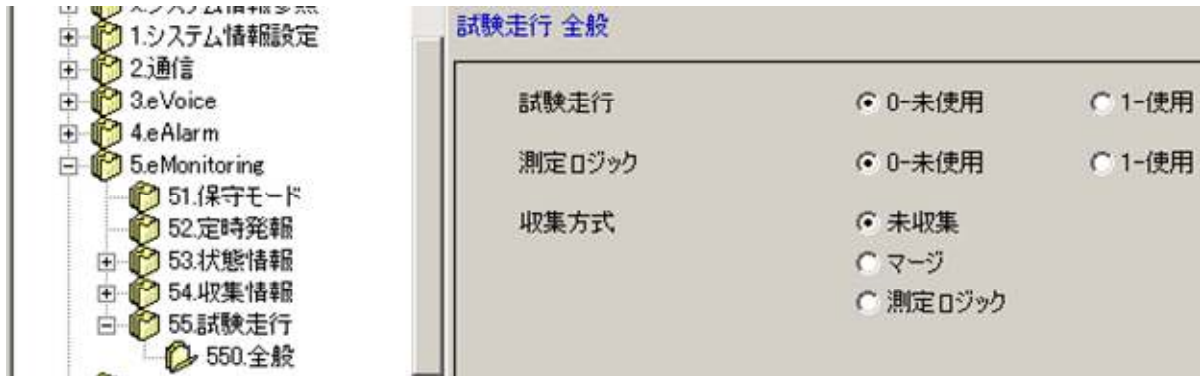 1.システム情報設定
2.通信
3.eVoice
4.eAlarm
5.eMonitoring
51.保守モード
52.定時発報
53.状態情報
54.収集情報
55.試験走行
550.全般
試験走行 全般
試験走行 0-未使用 1-使用
測定ロジック 0-未使用 1-使用
収集方式 未収集
マージ
測定ロジック